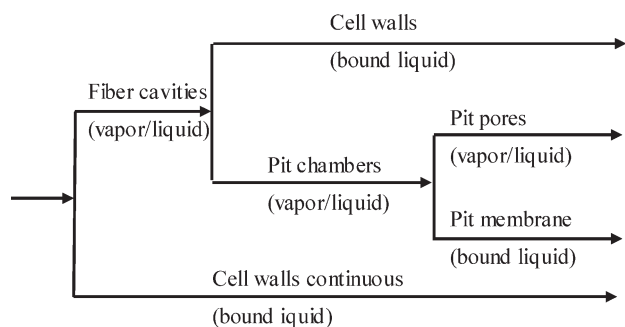 Cell walls
(bound liquid)
Fiber cavities
(vapor/liquid)
Pit pores
(vapor/liquid)
Pit chambers
(vapor/liquid)
Pit membrane
(bound liquid)
Cell walls continuous
(bound iquid)